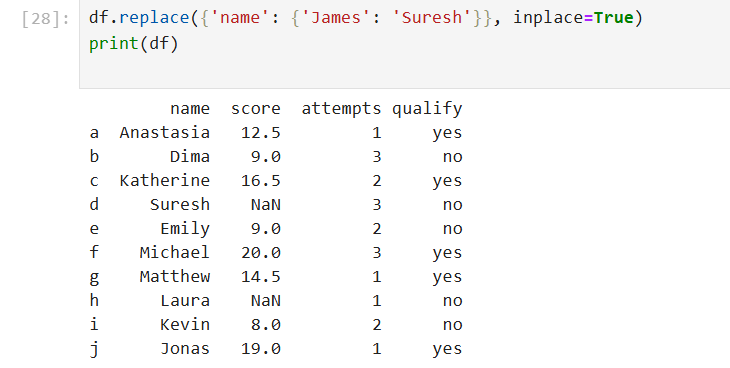 [28]: df.replace({'name': {'James': 'Suresh'}}, inplace=True)
print(df)
name score attempts qualify
a Anastasia 12.5 1 yes
b Dima 9.0 3 no
c Katherine 16.5 2 yes
d Suresh NaN 3 no
e Emily 9.0 2 no
f Michael 20.0 3 yes
g Matthew 14.5 1 yes
h Laura NaN 1 no
i Kevin 8.0 2 no
j Jonas 19.0 1 yes